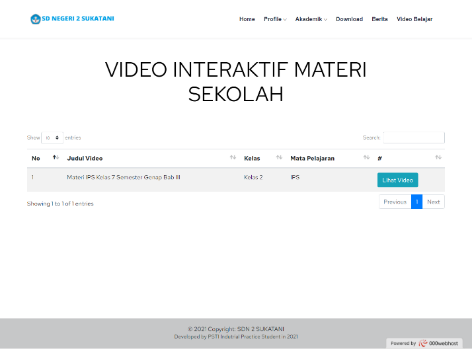 SD NEGERI 2 SUKATANI
Home Profile Akademik Download Berita Video Belajar
VIDEO INTERAKTIF MATERI
SEKOLAH
Show 10 entries Search:
No Judul Video Kelas Mata Pelajaran #
1 Materi IPS Kelas 7 Semester Genap Bab III Kelas 2 IPS Lihat Video
Showing 1 to 1 of 1 entries Previous 1 Next
© 2021 Copyright: SDN 2 SUKATANI
Developed by PSTI Indutrial Practice Student in 2021
Powered by 000webhost